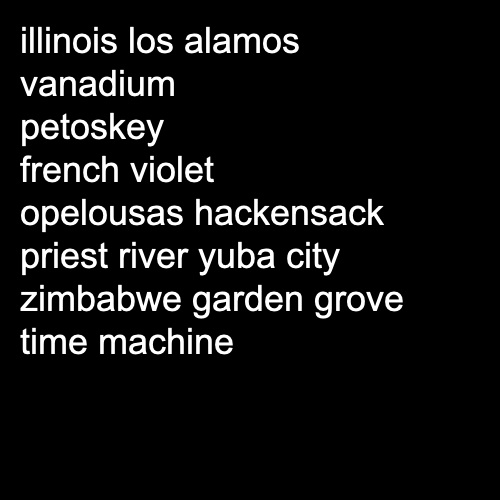 illinois los alamos
vanadium
petoskey
french violet
opelousas hackensack
priest river yuba city
zimbabwe garden grove
time machine